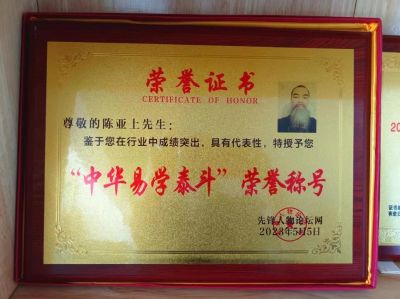 荣誉证书
CERTIFICATE OF HONOR
尊敬的陈亚上先生：
鉴于您在行业中成绩突出，具有代表性，特授予您
“中华易学泰斗”荣誉称号
先锋人物论坛网
2023年5月5日
20